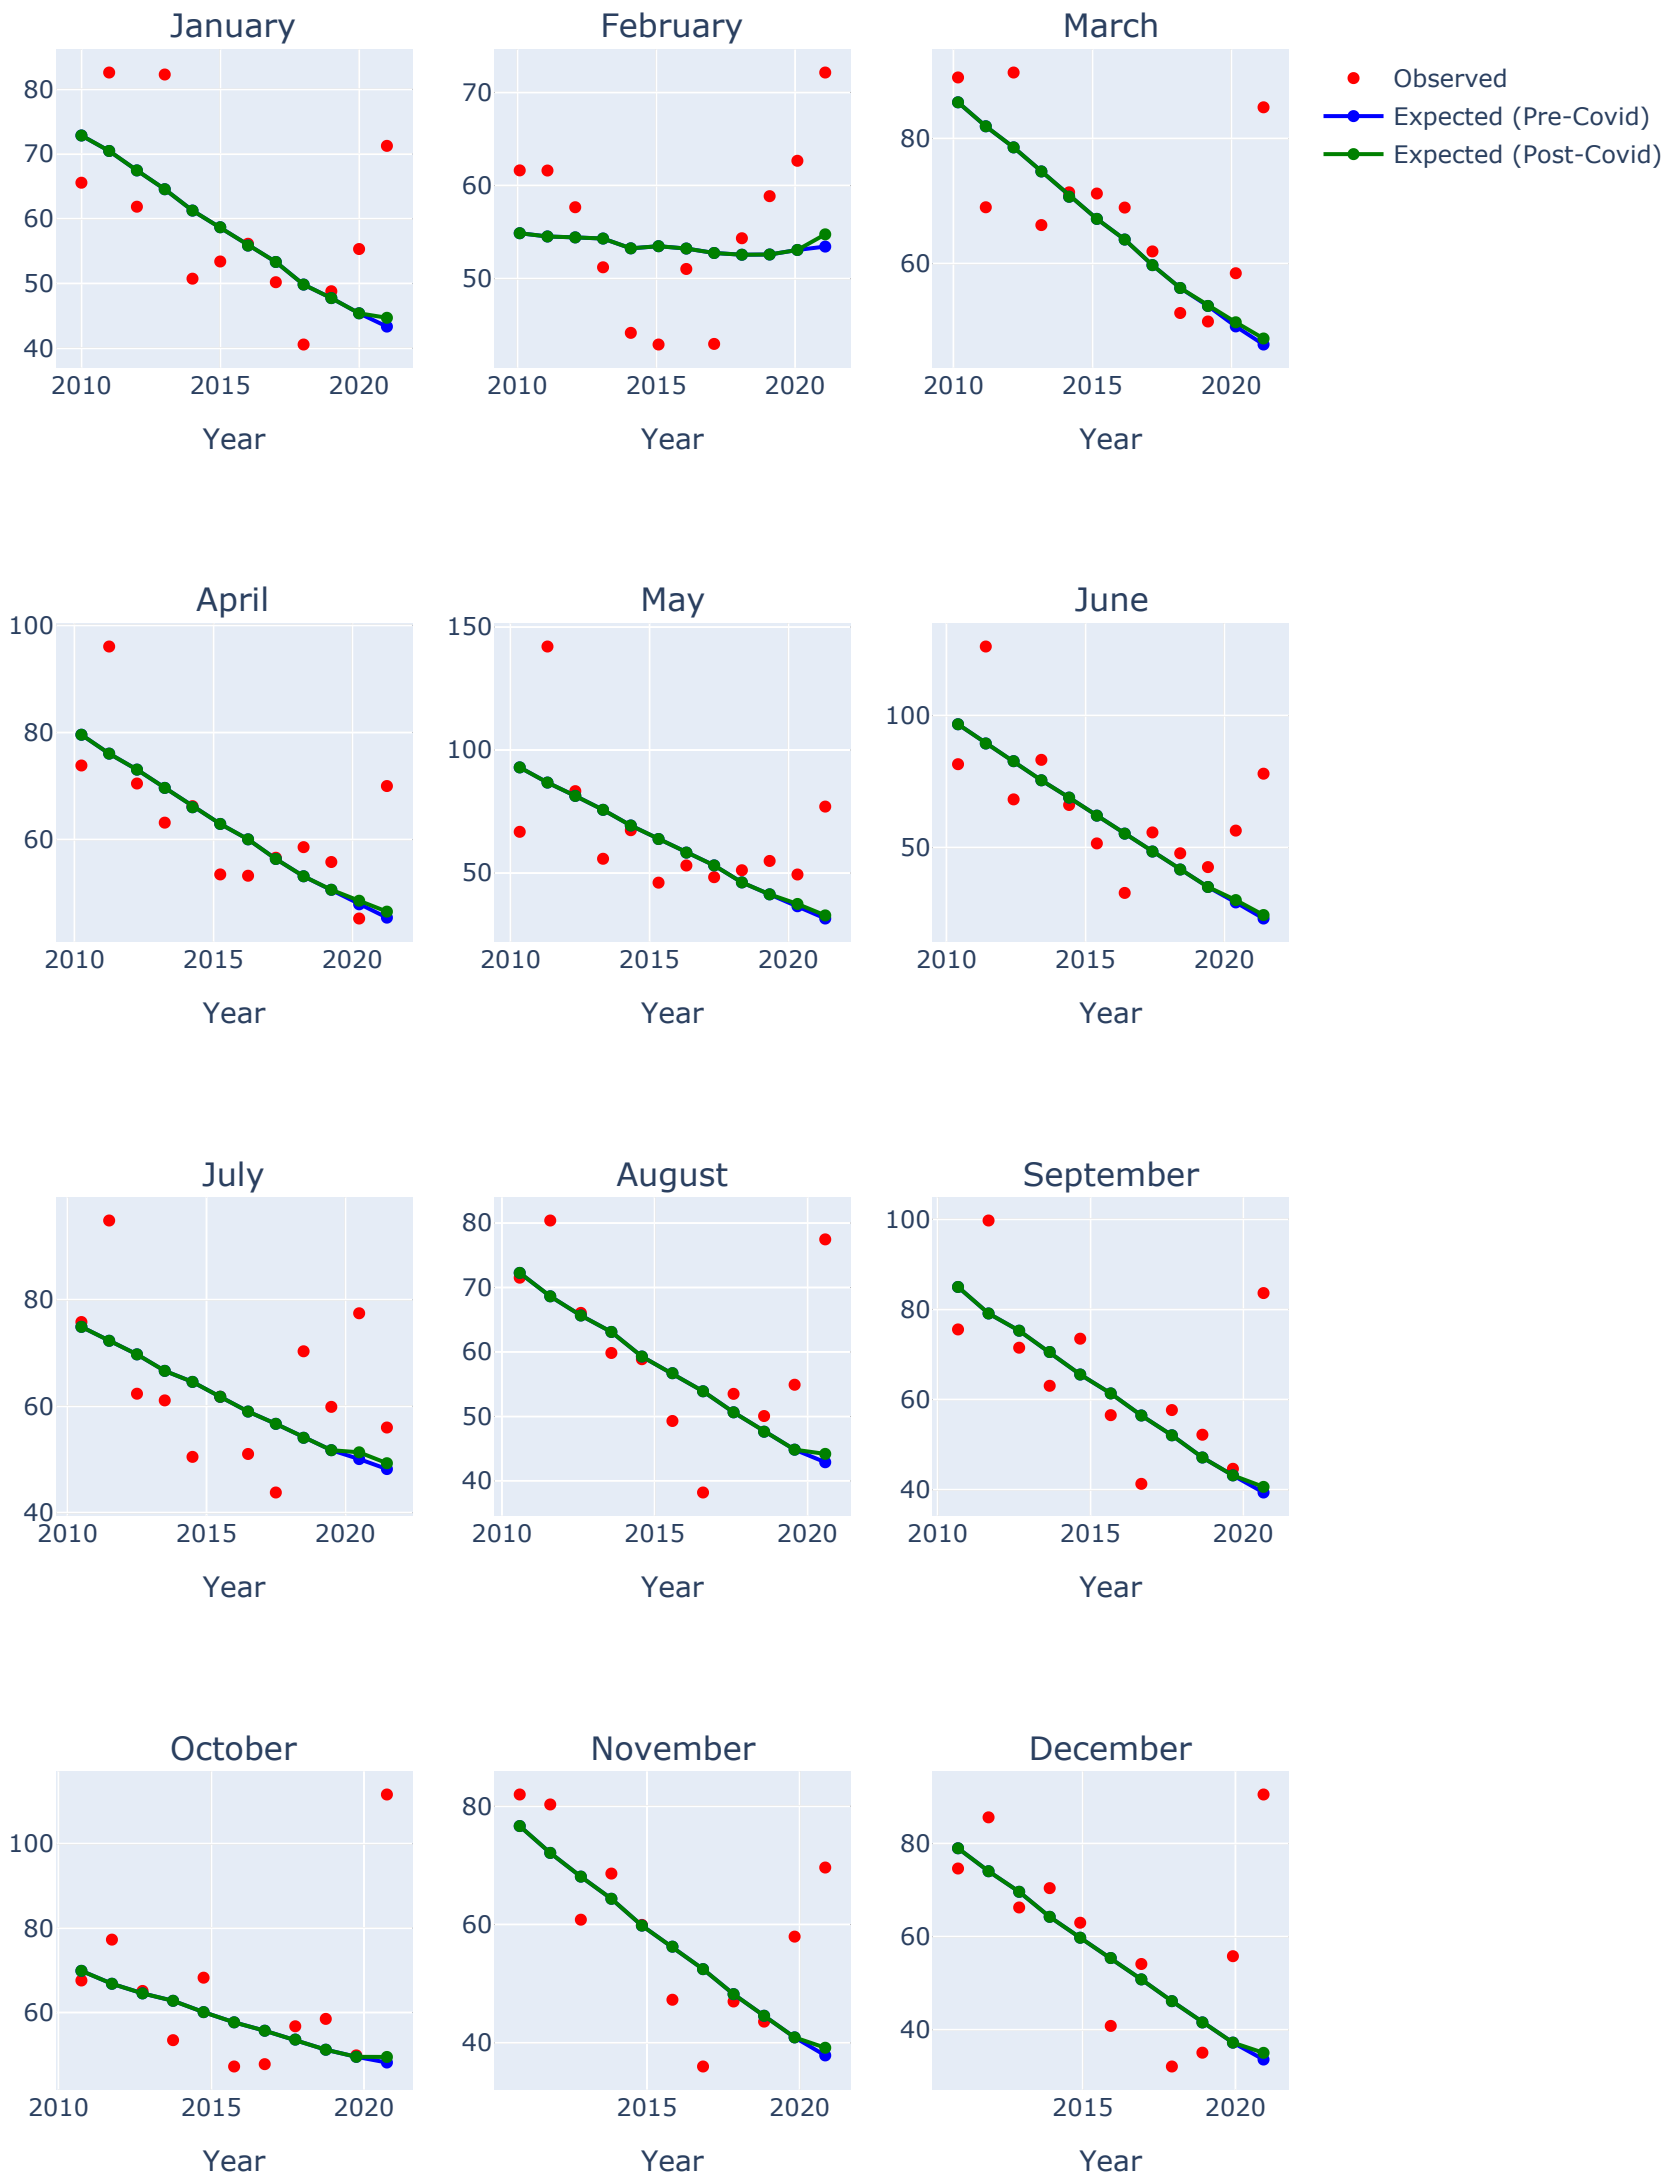 January
February
March
Observed
Expected (Pre-Covid)
Expected (Post-Covid)
80
70
60
50
40
2010
2015
2020
Year
70
60
50
2010
2015
2020
Year
80
60
2010
2015
2020
Year
April
May
June
100
80
60
2010
2015
2020
Year
150
100
50
2010
2015
2020
Year
100
50
2010
2015
2020
Year
July
August
September
80
60
40
2010
2015
2020
Year
80
70
60
50
40
2010
2015
2020
Year
100
80
60
40
2010
2015
2020
Year
October
November
December
100
80
60
2010
2015
2020
Year
80
60
40
2015
2020
Year
80
60
40
2015
2020
Year